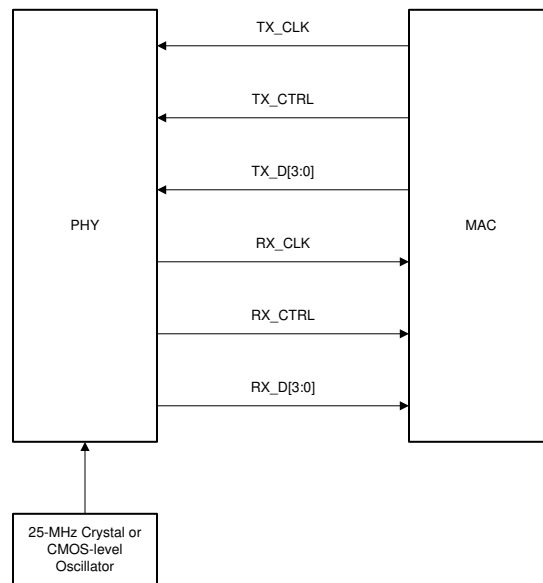 TX_CLK
TX_CTRL
TX_D[3:0]
PHY
MAC
RX_CLK
RX_CTRL
RX_D[3:0]
25-MHz Crystal or
CMOS-level
Oscillator